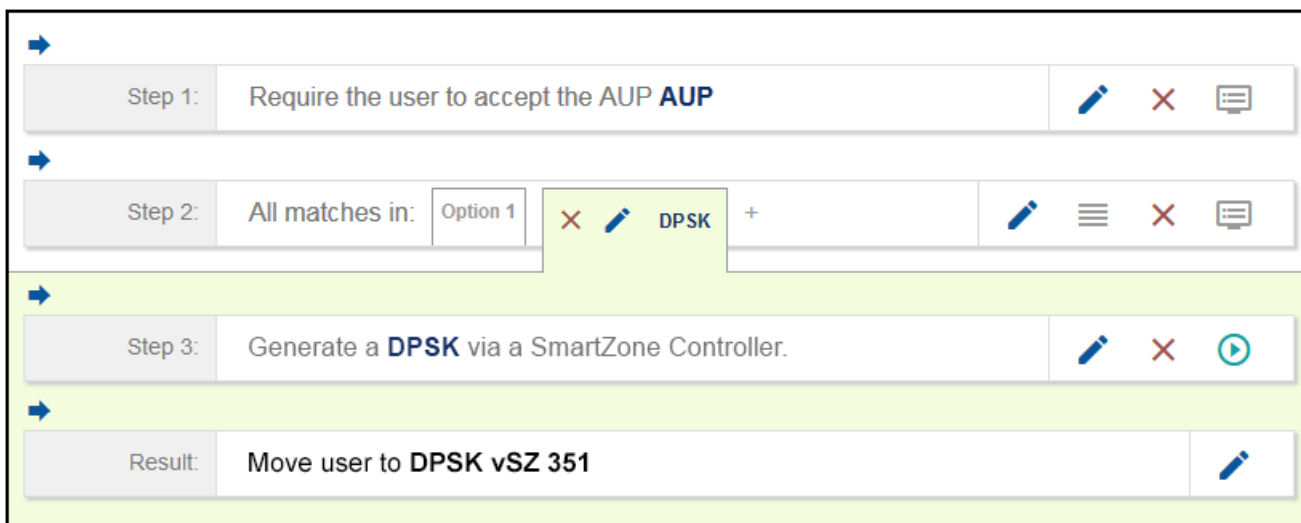 Step 1: Require the user to accept the AUP AUP
Step 2: All matches in: Option 1 DPSK +
Step 3: Generate a DPSK via a SmartZone Controller.
Result: Move user to DPSK vSZ 351